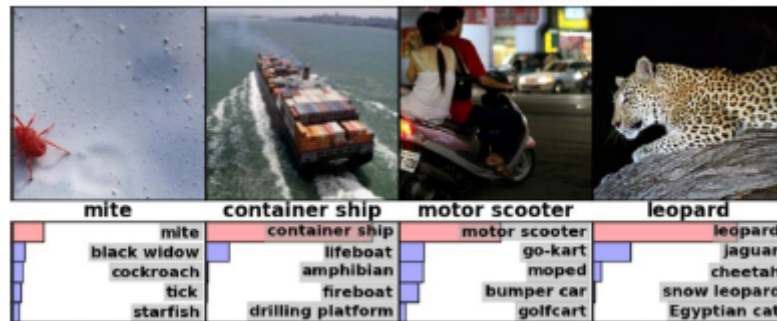 mite
container ship
motor scooter
leopard
mite
black widow
cockroach
tick
starfish
container ship
lifeboat
amphibian
fireboat
drilling platform
motor scooter
go-kart
moped
bumper car
golfcart
leopard
jaguar
cheetah
snow leopard
Egyptian cat